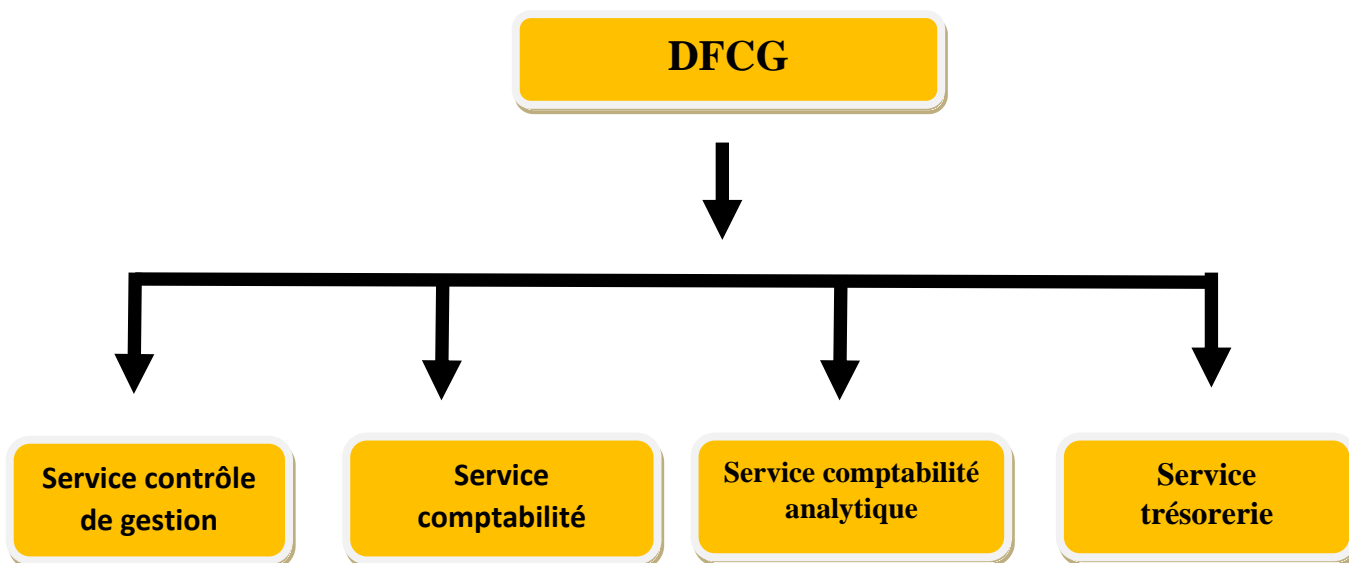 DFCG
Service contrôle
de gestion
Service
comptabilité
Service comptabilité
analytique
Service
trésorerie